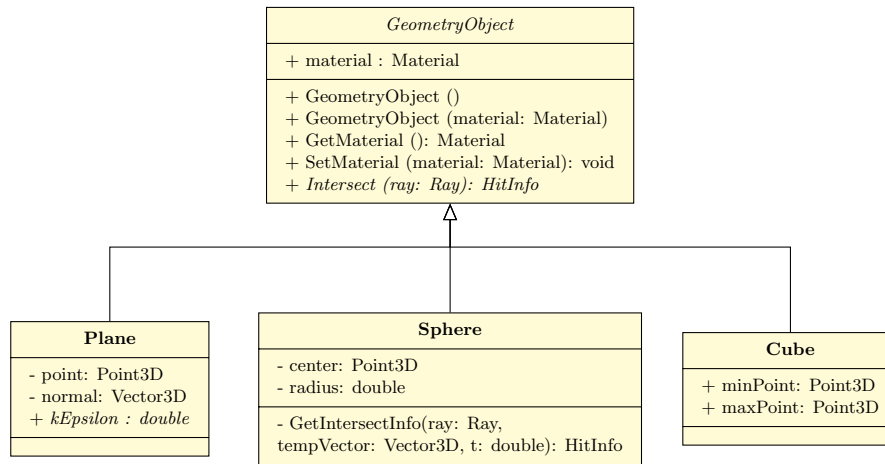 GeometryObject
+ material : Material
+ GeometryObject ()
+ GeometryObject (material: Material)
+ GetMaterial (): Material
+ SetMaterial (material: Material): void
+ Intersect (ray: Ray): HitInfo
Plane
- point: Point3D
- normal: Vector3D
+ kEpsilon : double
Sphere
- center: Point3D
- radius: double
- GetIntersectInfo(ray: Ray,
tempVector: Vector3D, t: double): HitInfo
Cube
+ minPoint: Point3D
+ maxPoint: Point3D